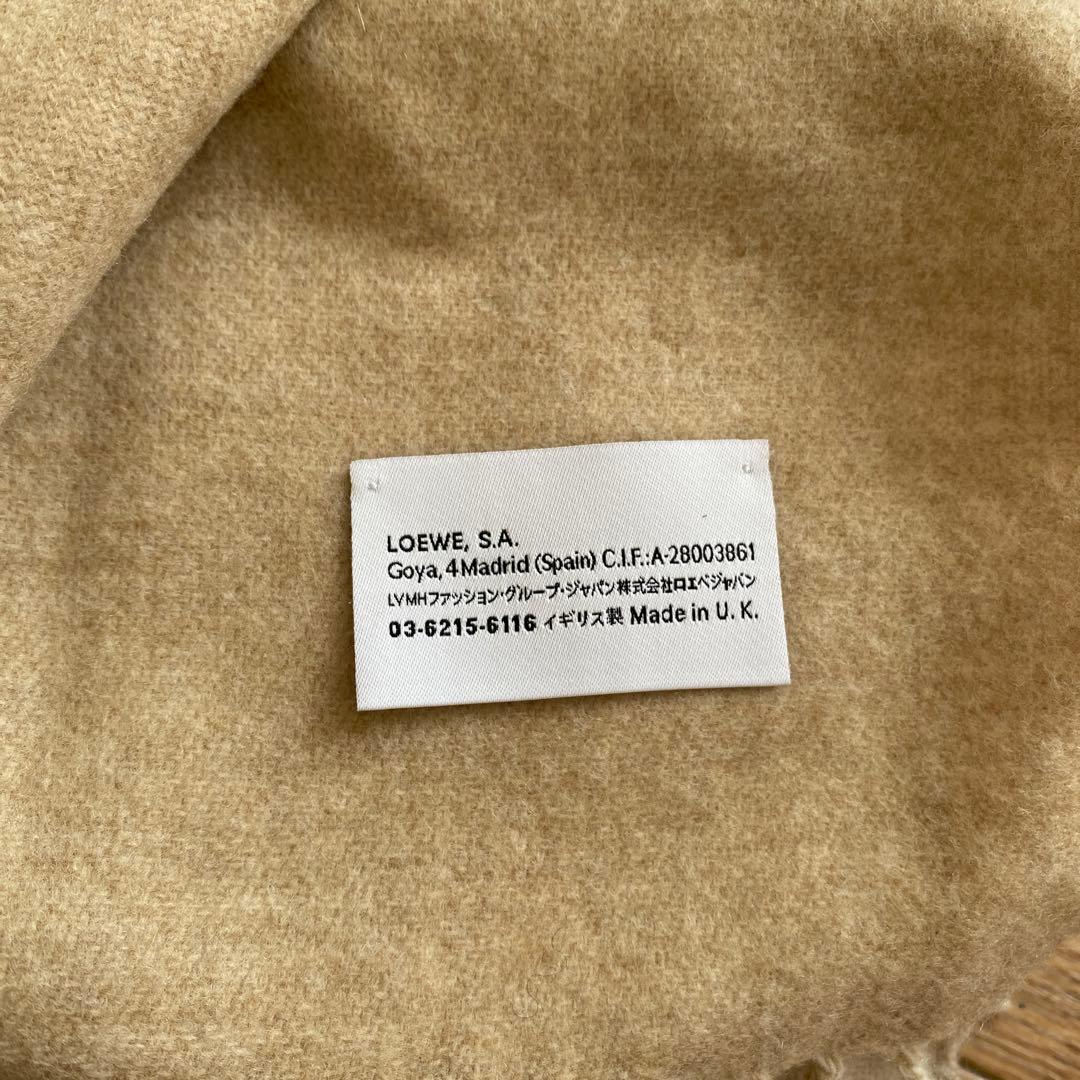 LOEWE, S.A.
Goya, 4 Madrid (Spain) C.I.F.:A-28003861
LVMHファッション・グループ・ジャパン株式会社ロエベジャパン
03-6215-6116 イギリス製 Made in U. K.